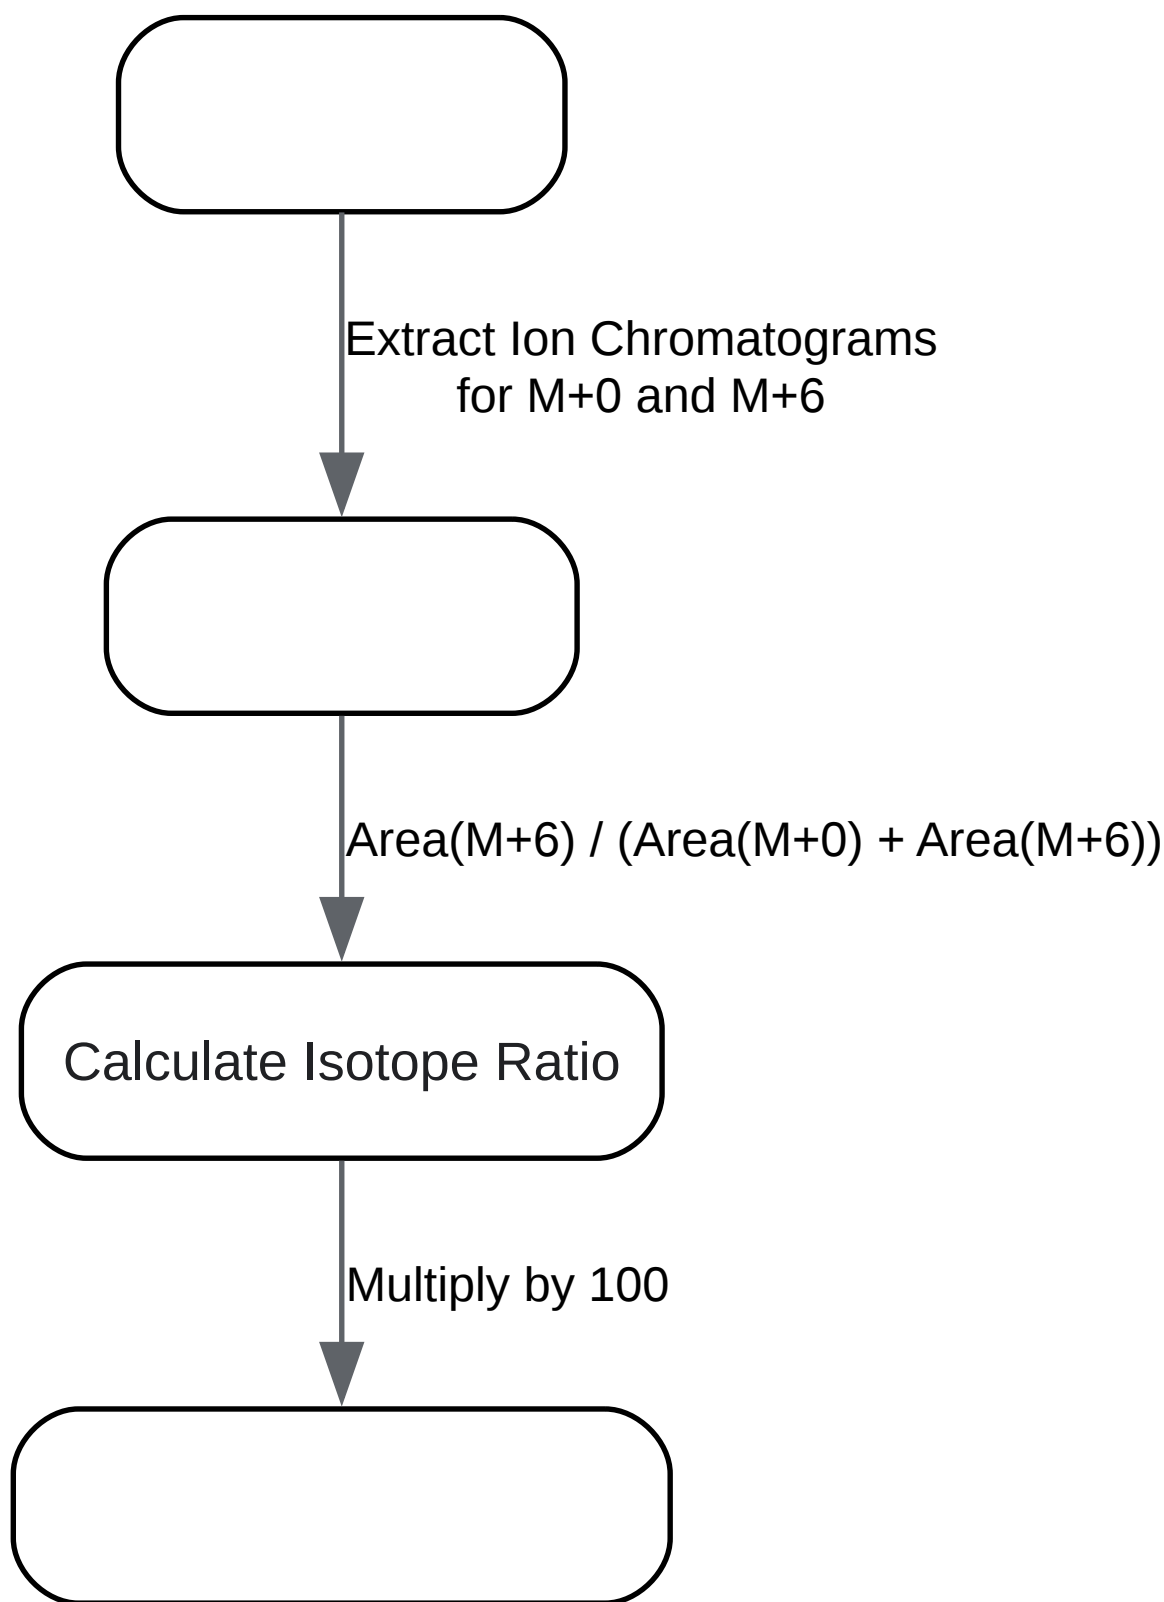 Extract Ion Chromatograms
for M+0 and M+6
Area(M+6) / (Area(M+0) + Area(M+6))
Calculate Isotope Ratio
Multiply by 100